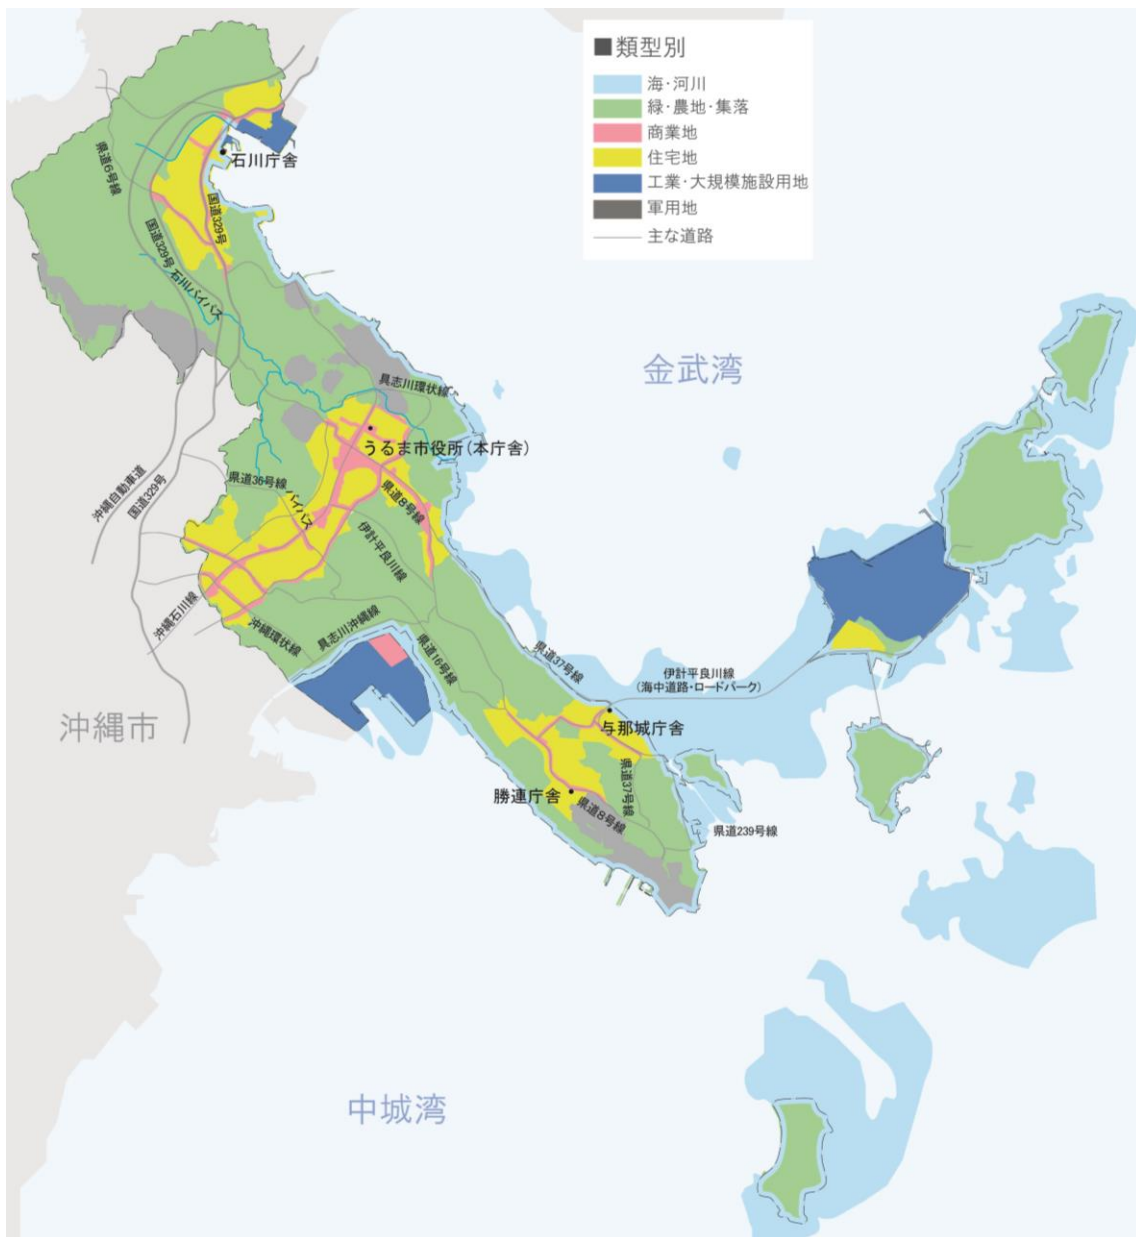 ■類型別
海・河川
緑・農地・集落
商業地
住宅地
工業・大規模施設用地
軍用地
主な道路
石川庁舎
県道6号線
国道329号
国道329号
石川バイパス
金武湾
具志川環状線
うるま市役所(本庁舎)
沖縄自動車道
国道329号
県道36号線
バイパス
県道8号線
伊計平良川線
沖縄石川線
沖縄環状線
具志川沖縄線
県道16号線
県道37号線
伊計平良川線
(海中道路・ロードパーク)
沖縄市
与那城庁舎
県道37号線
勝連庁舎
県道8号線
県道239号線
中城湾